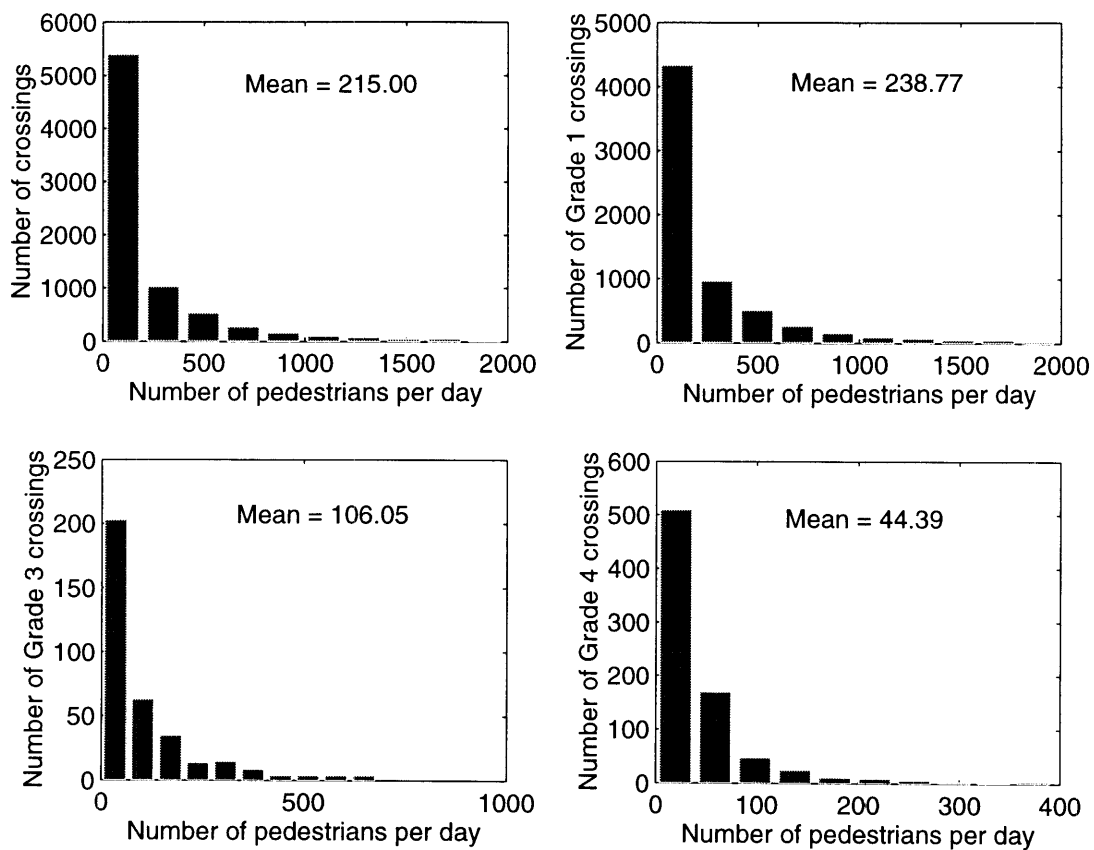 Number of crossings
6000
5000
4000
3000
2000
1000
0
Mean = 215.00
0 500 1000 1500 2000
Number of pedestrians per day
Number of Grade 1 crossings
5000
4000
3000
2000
1000
0
Mean = 238.77
0 500 1000 1500 2000
Number of pedestrians per day
Number of Grade 3 crossings
250
200
150
100
50
0
Mean = 106.05
0 500 1000
Number of pedestrians per day
Number of Grade 4 crossings
600
500
400
300
200
100
0
Mean = 44.39
0 100 200 300 400
Number of pedestrians per day